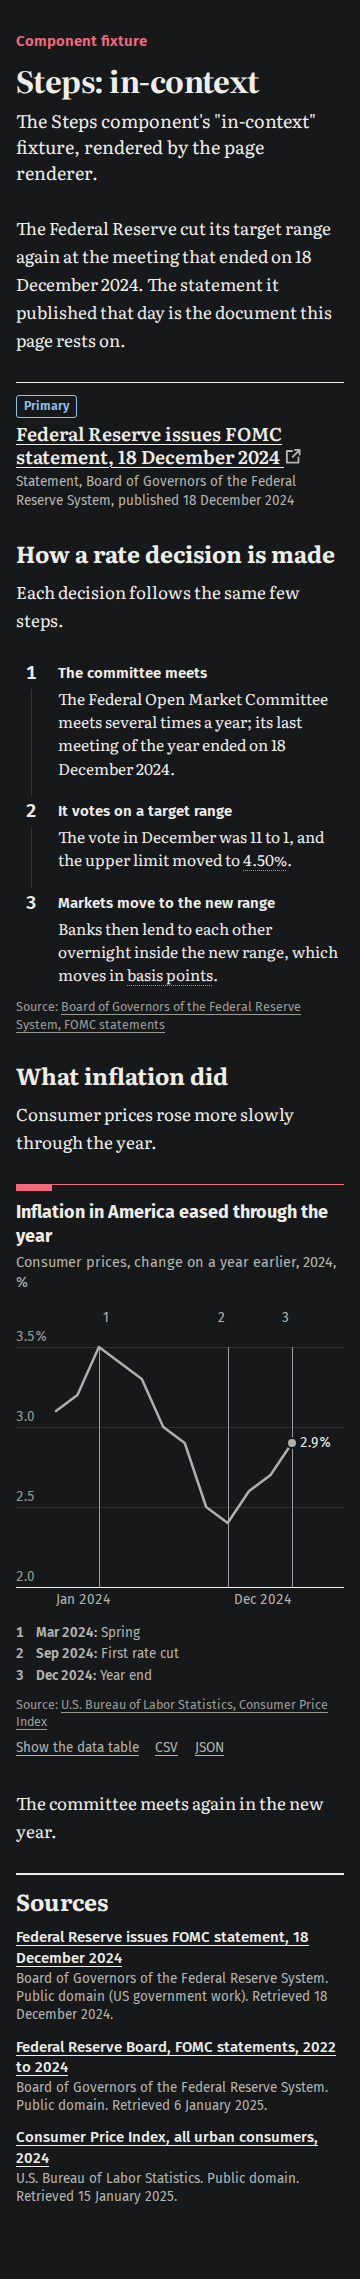 Component fixture
Steps: in-context
The Steps component's "in-context"
fixture, rendered by the page
renderer.
The Federal Reserve cut its target range
again at the meeting that ended on 18
December 2024. The statement it
published that day is the document this
page rests on.
Primary
Federal Reserve issues FOMC
statement, 18 December 2024
Statement, Board of Governors of the Federal
Reserve System, published 18 December 2024
How a rate decision is made
Each decision follows the same few
steps.
1 The committee meets
The Federal Open Market Committee
meets several times a year; its last
meeting of the year ended on 18
December 2024.
2 It votes on a target range
The vote in December was 11 to 1, and
the upper limit moved to 4.50%.
3 Markets move to the new range
Banks then lend to each other
overnight inside the new range, which
moves in basis points.
Source: Board of Governors of the Federal Reserve
System, FOMC statements
What inflation did
Consumer prices rose more slowly
through the year.
Inflation in America eased through the
year
Consumer prices, change on a year earlier, 2024,
%
1 2 3
3.5%
3.0
2.9%
2.5
2.0
Jan 2024 Dec 2024
1 Mar 2024: Spring
2 Sep 2024: First rate cut
3 Dec 2024: Year end
Source: U.S. Bureau of Labor Statistics, Consumer Price
Index
Show the data table CSV JSON
The committee meets again in the new
year.
Sources
Federal Reserve issues FOMC statement, 18
December 2024
Board of Governors of the Federal Reserve System.
Public domain (US government work). Retrieved 18
December 2024.
Federal Reserve Board, FOMC statements, 2022
to 2024
Board of Governors of the Federal Reserve System.
Public domain. Retrieved 6 January 2025.
Consumer Price Index, all urban consumers,
2024
U.S. Bureau of Labor Statistics. Public domain.
Retrieved 15 January 2025.